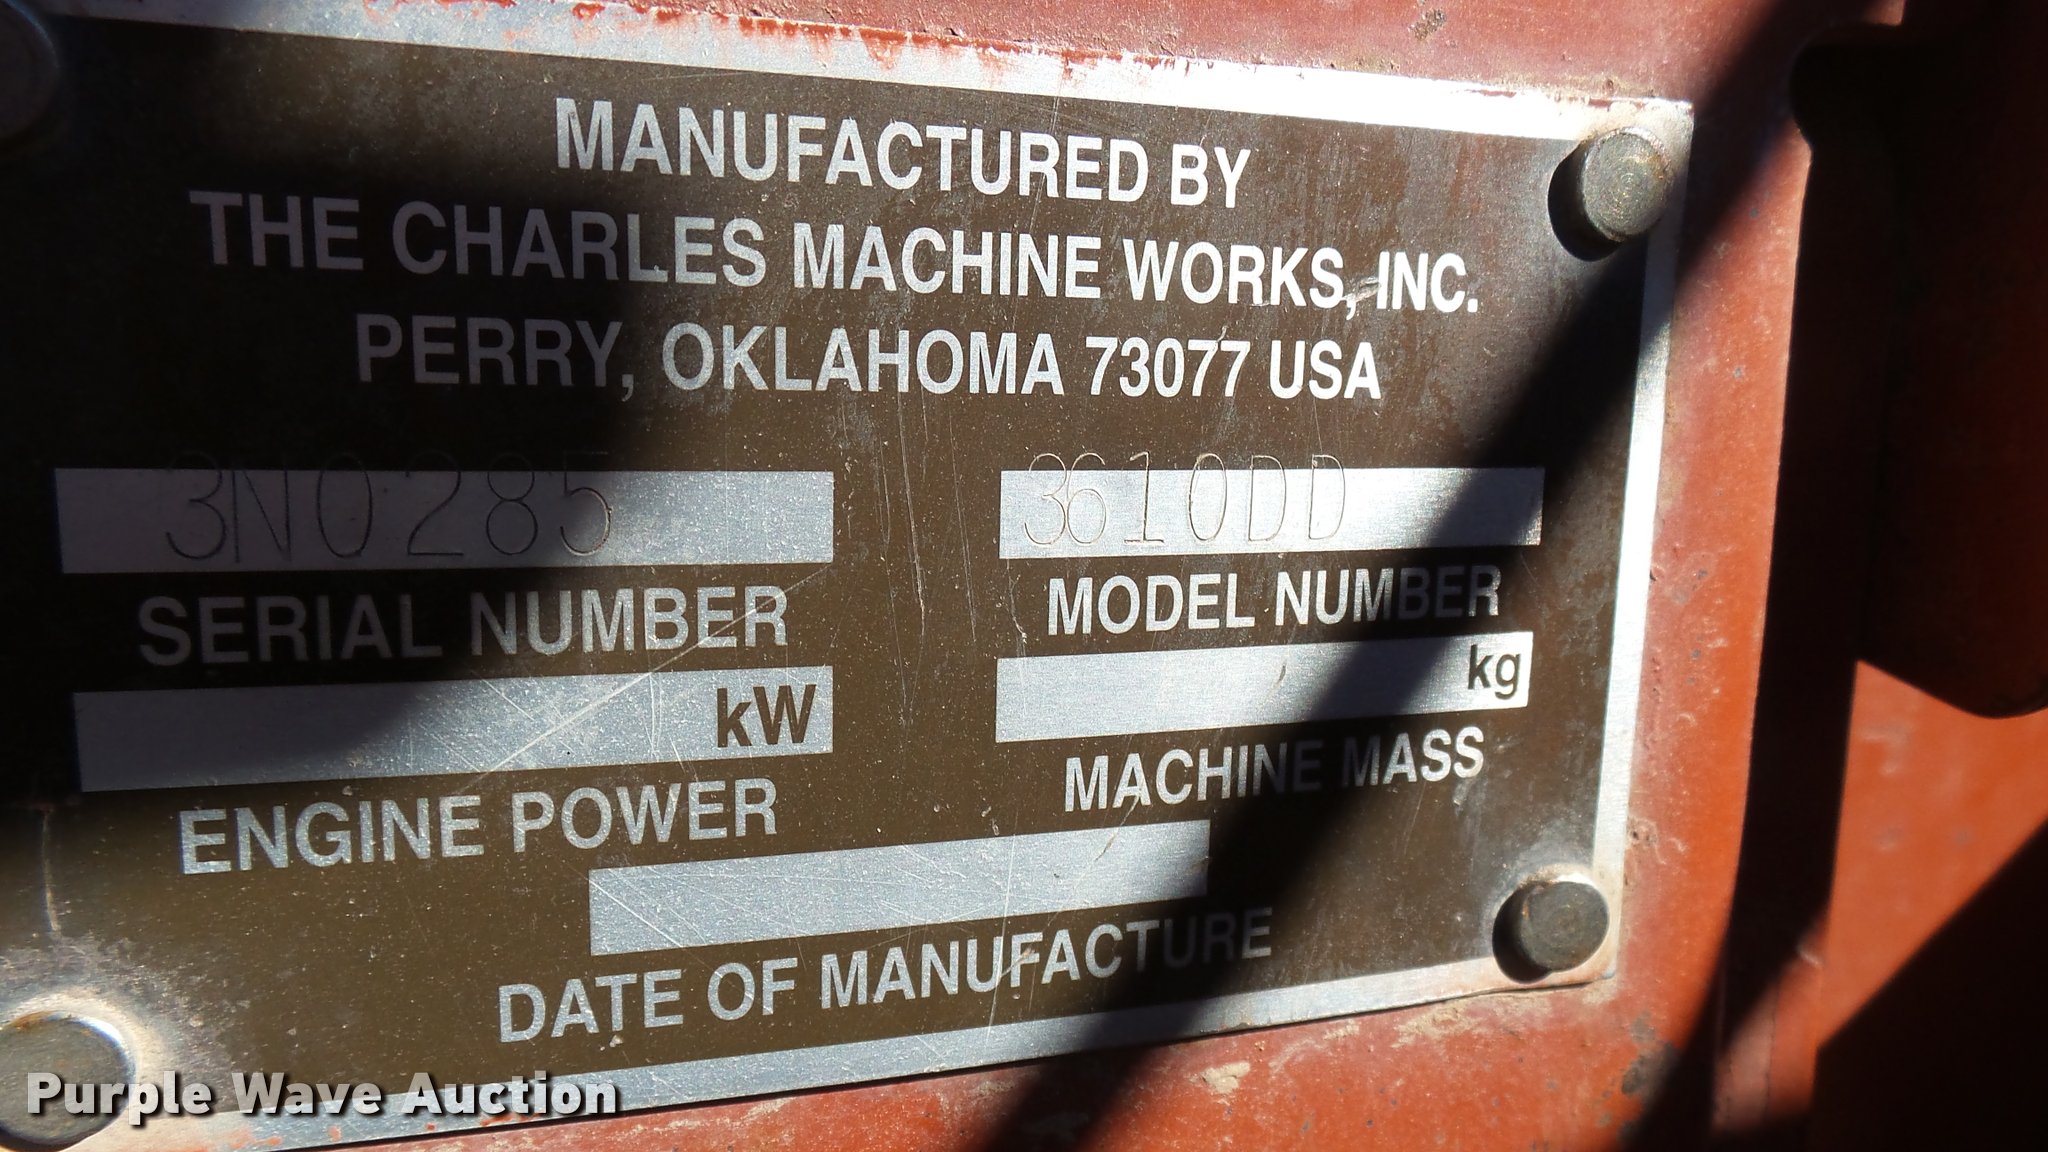 MANUFACTURED BY
THE CHARLES MACHINE WORKS, INC.
PERRY, OKLAHOMA 73077 USA
3N0285 3610DD
SERIAL NUMBER MODEL NUMBER
kW kg
ENGINE POWER MACHINE MASS
DATE OF MANUFACTURE
Purple Wave Auction